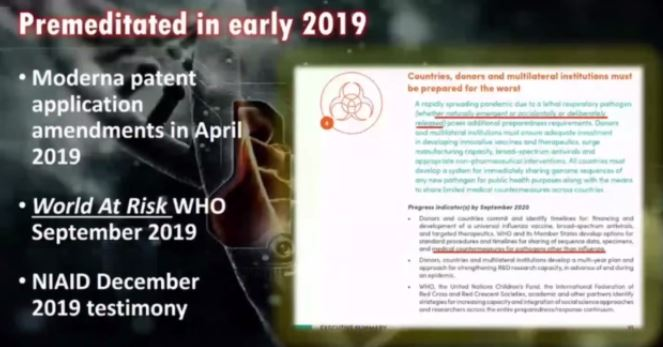 Premeditated in early 2019
• Moderna patent
application
amendments in April
2019
• World At Risk WHO
September 2019
• NIAID December
2019 testimony
Countries, donors and multilateral institutions must
be prepared for the worst
A rapidly spreading pandemic due to a lethal respiratory pathogen
(whether naturally emergent or accidentally or deliberately
released) poses additional preparedness requirements. Donors
and multilateral institutions must ensure adequate investment
in developing innovative vaccines and therapeutics, surge
manufacturing capacity, broad-spectrum antivirals and
appropriate non-pharmaceutical interventions. All countries must
develop a system for immediately sharing genome sequences of
any new pathogen for public health purposes along with the means
to share limited medical countermeasures across countries.
Progress indicator(s) by September 2020
• Donors and countries commit and identify timelines for: financing and
development of a universal influenza vaccine, broad-spectrum antivirals,
and targeted therapeutics. WHO and its Member States develop options for
standard procedures and timelines for sharing of sequence data, specimens,
and medical countermeasures for pathogens other than influenza.
• Donors, countries and multilateral institutions develop a multi-year plan and
approach for strengthening R&D research capacity, in advance of and during
an epidemic.
• WHO, the United Nations Children's Fund, the International Federation of
Red Cross and Red Crescent Societies, academic and other partners identify
strategies for increasing capacity and integration of social science approaches
and researchers across the entire preparedness/response continuum.
EXECUTIVE SUMMARY